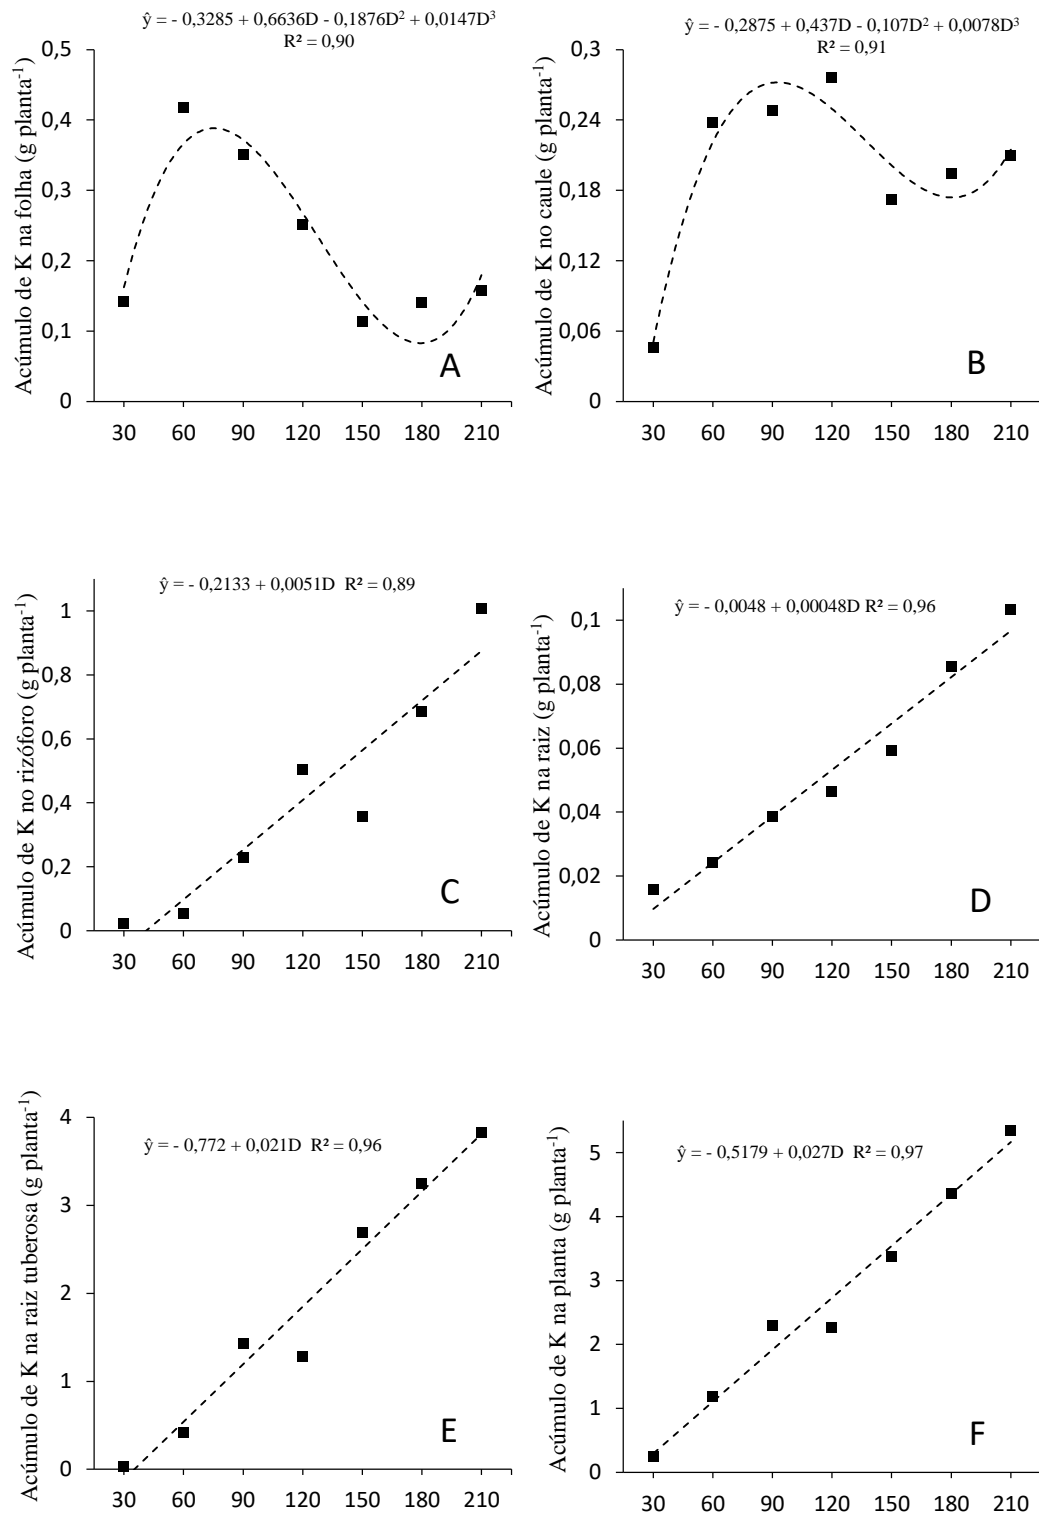 ŷ = - 0,3285 + 0,6636D - 0,1876D² + 0,0147D³
R² = 0,90
Acúmulo de K na folha (g planta⁻¹)
0,5
0,4
0,3
0,2
0,1
0
A
30 60 90 120 150 180 210
ŷ = - 0,2875 + 0,437D - 0,107D² + 0,0078D³
R² = 0,91
Acúmulo de K no caule (g planta⁻¹)
0,3
0,24
0,18
0,12
0,06
0
B
30 60 90 120 150 180 210
ŷ = - 0,2133 + 0,0051D R² = 0,89
Acúmulo de K no rizóforo (g planta⁻¹)
1
0,8
0,6
0,4
0,2
0
C
30 60 90 120 150 180 210
ŷ = - 0,0048 + 0,00048D R² = 0,96
Acúmulo de K na raiz (g planta⁻¹)
0,1
0,08
0,06
0,04
0,02
0
D
30 60 90 120 150 180 210
ŷ = - 0,772 + 0,021D R² = 0,96
Acúmulo de K na raiz tuberosa (g planta⁻¹)
4
3
2
1
0
E
30 60 90 120 150 180 210
ŷ = - 0,5179 + 0,027D R² = 0,97
Acúmulo de K na planta (g planta⁻¹)
5
4
3
2
1
0
F
30 60 90 120 150 180 210